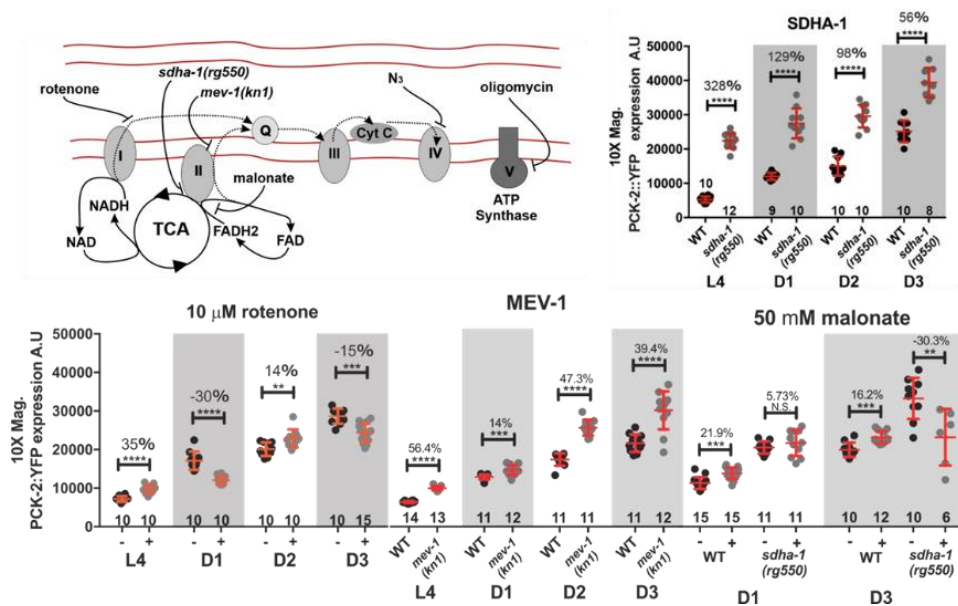 sdha-1(rg550)
mev-1(kn1)
rotenone
N3
oligomycin
Q
Cyt C
I
II
III
IV
V
malonate
NADH
TCA
FADH2
FAD
NAD
ATP
Synthase
SDHA-1
10X Mag.
PCK-2::YFP expression A.U
50000
40000
30000
20000
10000
0
328%
****
129%
****
98%
****
56%
****
10
12
9
10
10
10
10
8
WT
sdha-1
(rg550)
WT
sdha-1
(rg550)
WT
sdha-1
(rg550)
WT
sdha-1
(rg550)
L4
D1
D2
D3
10 µM rotenone
MEV-1
50 mM malonate
10X Mag.
PCK-2::YFP expression A.U
50000
40000
30000
20000
10000
0
35%
****
-30%
****
14%
**
-15%
***
56.4%
****
14%
***
47.3%
****
39.4%
****
21.9%
***
5.73%
N.S
16.2%
***
-30.3%
**
10 10 10 10 10 10 10 15 14 13 11 12 11 11 11 12 15 15 11 11 10 12 10 6
- + - + - + - +
L4 D1 D2 D3
WT
mev-1
(kn1)
WT
mev-1
(kn1)
WT
mev-1
(kn1)
WT
mev-1
(kn1)
L4 D1 D2 D3
- + - + - + - +
WT
sdha-1
(rg550)
WT
sdha-1
(rg550)
D1
D3